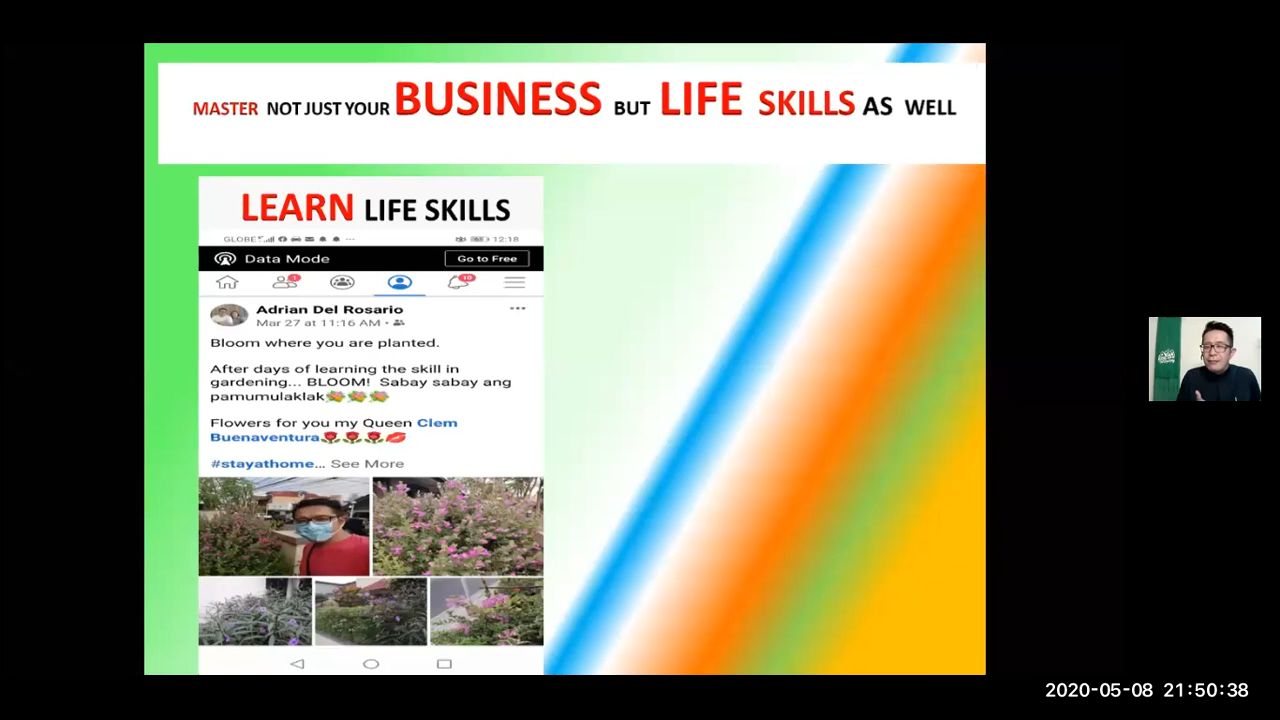 MASTER NOT JUST YOUR BUSINESS BUT LIFE SKILLS AS WELL
LEARN LIFE SKILLS
GLOBE 12:18
Data Mode
Go to Free
1
10
Adrian Del Rosario
Mar 27 at 11:16 AM •
Bloom where you are planted.
After days of learning the skill in
gardening... BLOOM! Sabay sabay ang
pamumulaklak💐💐💐
Flowers for you my Queen Clem
Buenaventura🌹🌹🌹💋
#stayathome... See More
2020-05-08 21:50:38